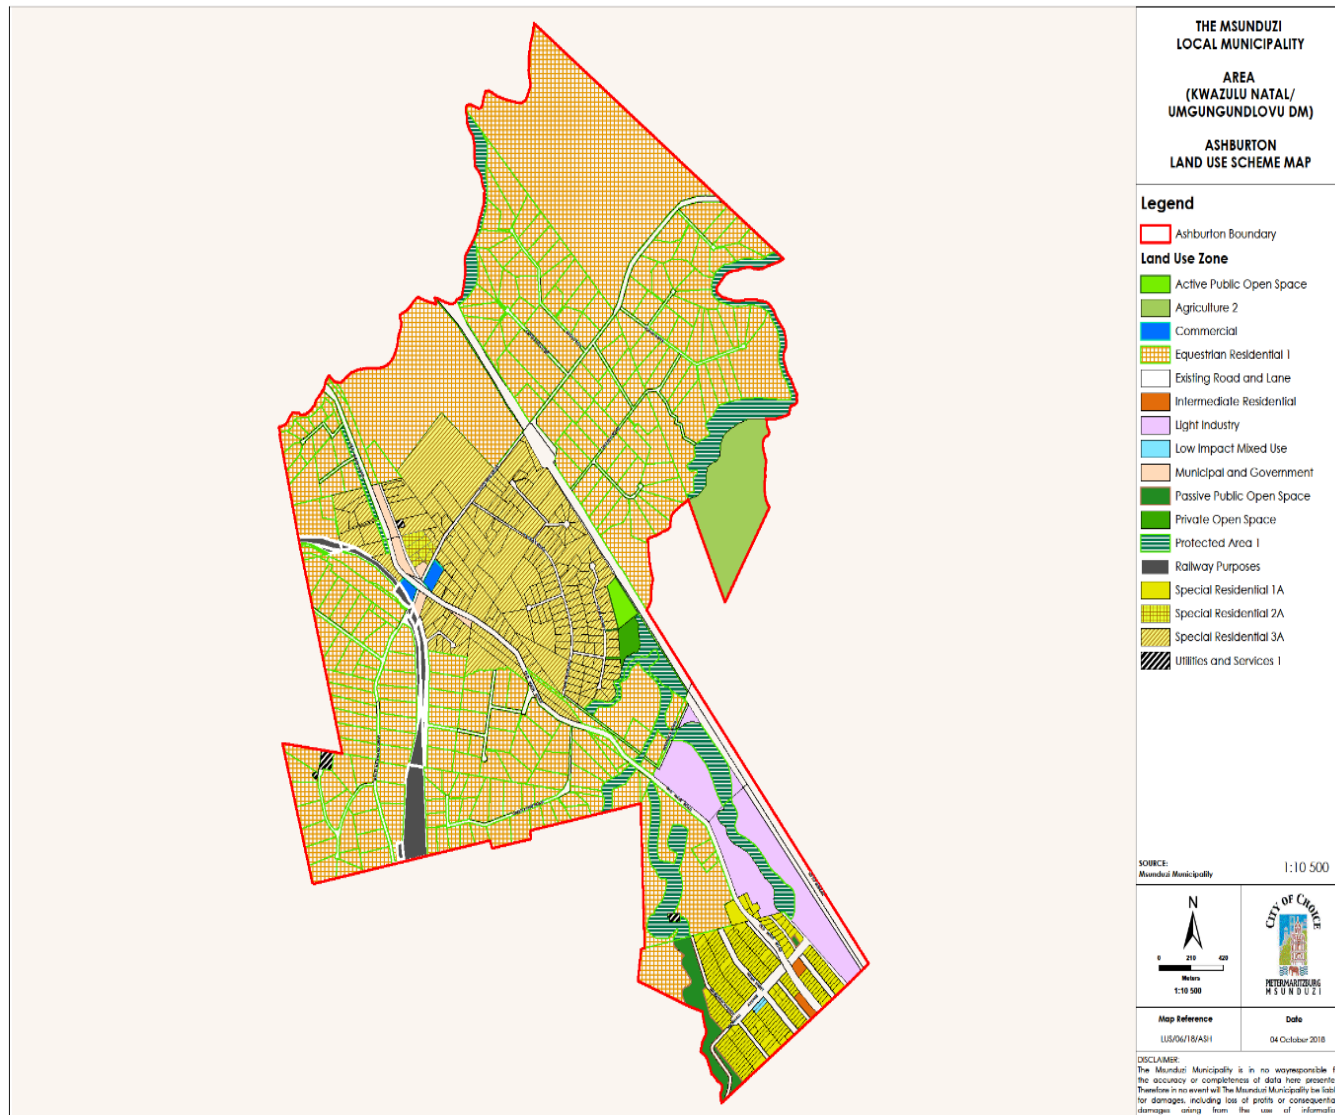 THE MSUNDUZI
LOCAL MUNICIPALITY
AREA
(KWAZULU NATAL/
UMGUNGUNDLOVU DM)
ASHBURTON
LAND USE SCHEME MAP
Legend
Ashburton Boundary
Land Use Zone
Active Public Open Space
Agriculture 2
Commercial
Equestrian Residential 1
Existing Road and Lane
Intermediate Residential
Light Industry
Low Impact Mixed Use
Municipal and Government
Passive Public Open Space
Private Open Space
Protected Area 1
Railway Purposes
Special Residential 1A
Special Residential 2A
Special Residential 3A
Utilities and Services 1
SOURCE:
Msunduzi Municipality
1:10 500
N
0 210 420
Meters
1:10 500
CITY OF CHOICE
PIETERMARITZBURG
MSUNDUZI
Map Reference
LUS/06/18/ASH
Date
04 October 2018
DISCLAIMER:
The Msunduzi Municipality is in no wayresponsible f
the accuracy or completeness of data here presente
Therefore in no event will The Msunduzi Municipality be liabl
for damages, including loss of profits or consequentia
damages arising from the use of informatio